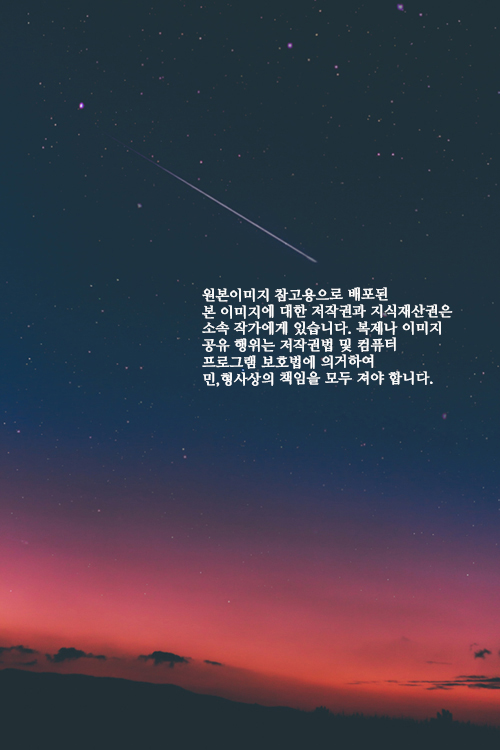 원본이미지 참고용으로 배포된
본 이미지에 대한 저작권과 지식재산권은
소속 작가에게 있습니다. 복제나 이미지
공유 행위는 저작권법 및 컴퓨터
프로그램 보호법에 의거하여
민,형사상의 책임을 모두 져야 합니다.